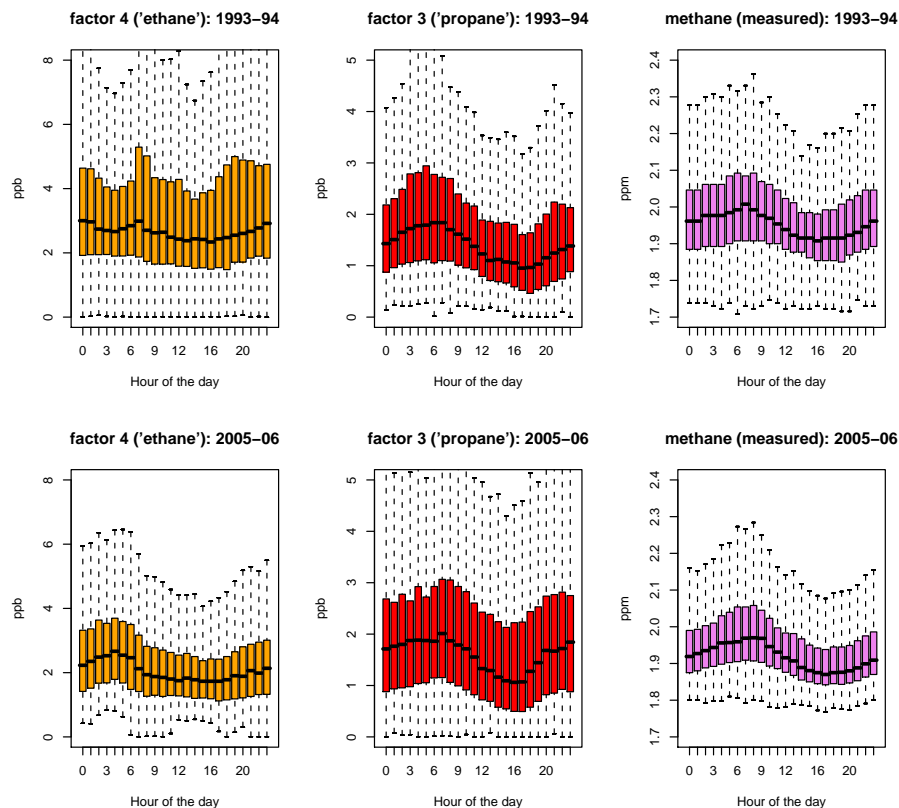 factor 4 ('ethane'): 1993−94
ppb
8
6
4
2
0
0 3 6 9 12 16 20
Hour of the day
factor 3 ('propane'): 1993−94
ppb
5
4
3
2
1
0
0 3 6 9 12 16 20
Hour of the day
methane (measured): 1993−94
ppm
2.4
2.3
2.2
2.1
2.0
1.9
1.8
1.7
0 3 6 9 12 16 20
Hour of the day
factor 4 ('ethane'): 2005−06
ppb
8
6
4
2
0
0 3 6 9 12 16 20
Hour of the day
factor 3 ('propane'): 2005−06
ppb
5
4
3
2
1
0
0 3 6 9 12 16 20
Hour of the day
methane (measured): 2005−06
ppm
2.4
2.3
2.2
2.1
2.0
1.9
1.8
1.7
0 3 6 9 12 16 20
Hour of the day